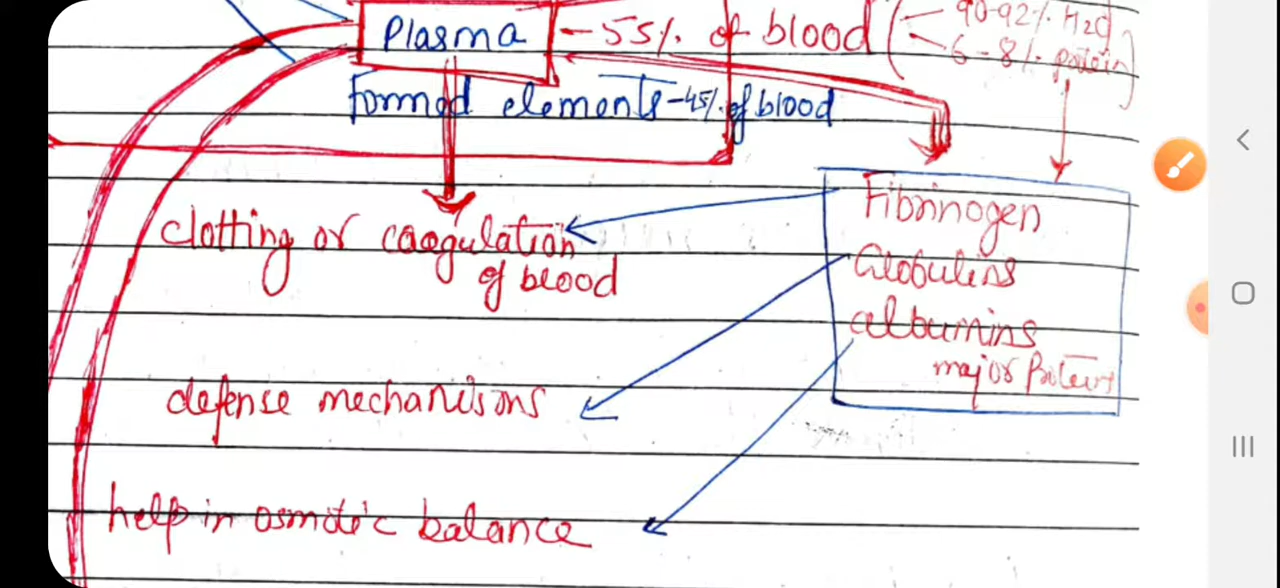 Plasma - 55% of blood
90-92% H2O
6-8% protein
formed elements - 45% of blood
Fibrinogen
clotting or coagulation
of blood
Globulins
albumins
major Protein
defense mechanisms
help in osmotic balance